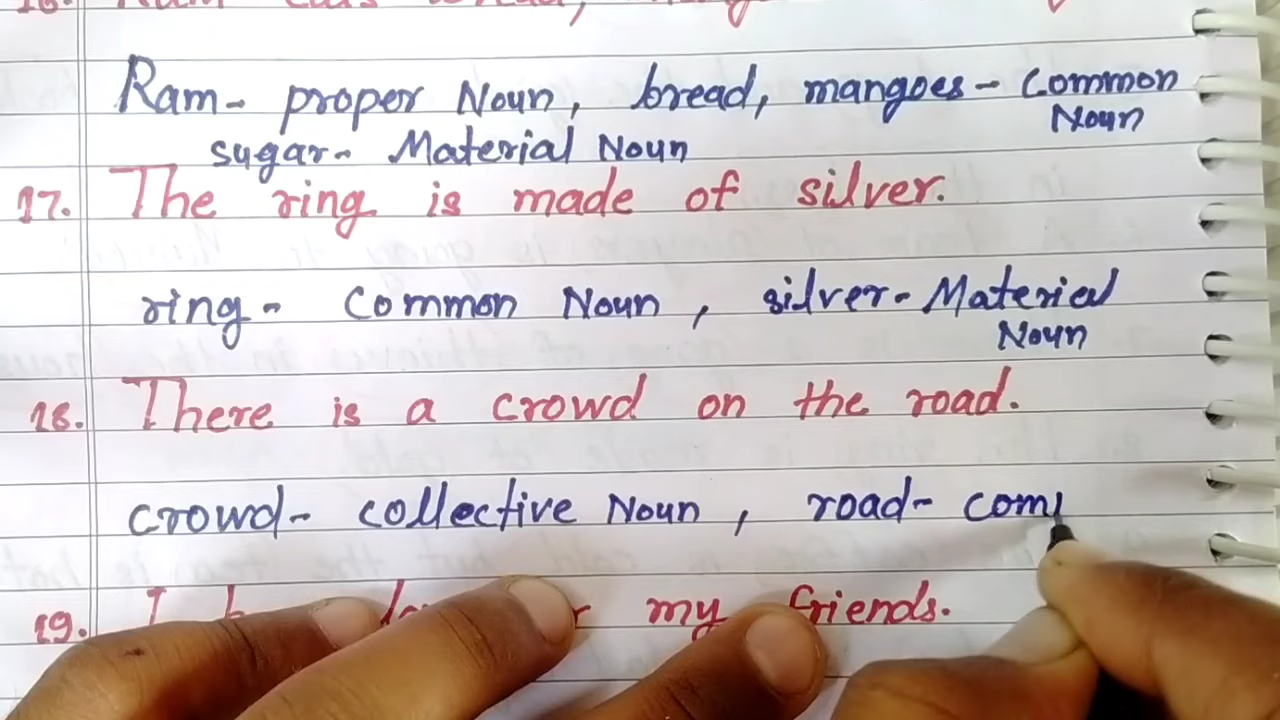 Ram- proper Noun, bread, mangoes- Common
Noun
sugar- Material Noun
17. The ring is made of silver.
ring- Common Noun, silver- Material
Noun
18. There is a crowd on the road.
crowd- collective Noun, road- com
19. I my friends.